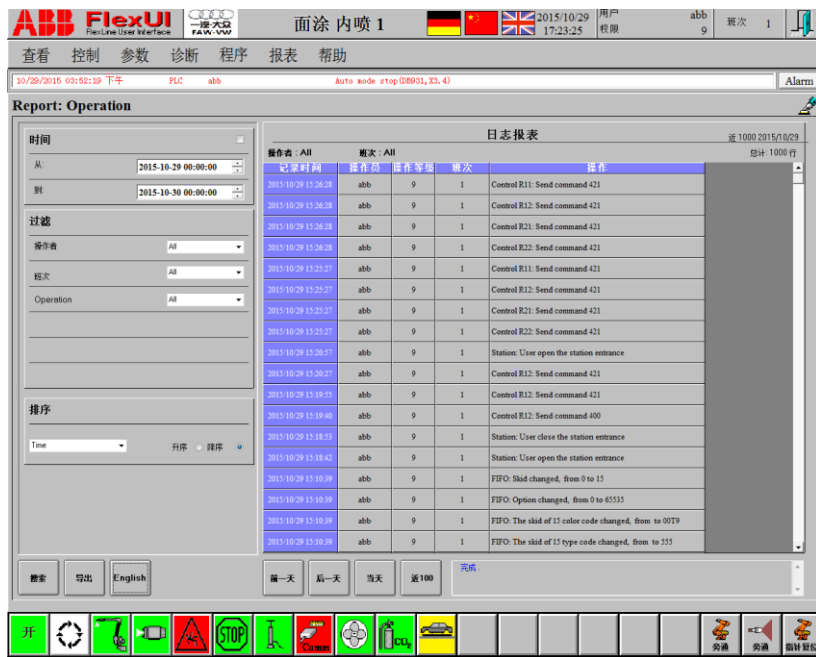 ABB FlexUI
FlexLine User Interface
一汽-大众
FAW-VW
面涂 内喷 1
2015/10/29
17:23:25
用户 abb
权限 9
班次 1
查看 控制 参数 诊断 程序 报表 帮助
10/29/2015 03:52:19 下午 PLC abb Auto mode stop(DB931,X3.4)
Alarm
Report: Operation
时间
从: 2015-10-29 00:00:00
到: 2015-10-30 00:00:00
过滤
操作者 All
班次 All
Operation All
排序
Time 升序 降序
搜索 导出 English
日志报表
近 1000 2015/10/29
操作者 : All 班次 : All 总计: 1000 行
记录时间 操作员 操作等级 班次 操作
2015/10/29 15:26:28 abb 9 1 Control R11: Send command 421
2015/10/29 15:26:28 abb 9 1 Control R12: Send command 421
2015/10/29 15:26:28 abb 9 1 Control R21: Send command 421
2015/10/29 15:26:28 abb 9 1 Control R22: Send command 421
2015/10/29 15:25:27 abb 9 1 Control R11: Send command 421
2015/10/29 15:25:27 abb 9 1 Control R12: Send command 421
2015/10/29 15:25:27 abb 9 1 Control R21: Send command 421
2015/10/29 15:25:27 abb 9 1 Control R22: Send command 421
2015/10/29 15:20:57 abb 9 1 Station: User open the station entrance
2015/10/29 15:20:27 abb 9 1 Control R12: Send command 421
2015/10/29 15:19:55 abb 9 1 Control R12: Send command 421
2015/10/29 15:19:40 abb 9 1 Control R12: Send command 400
2015/10/29 15:18:53 abb 9 1 Station: User close the station entrance
2015/10/29 15:18:42 abb 9 1 Station: User open the station entrance
2015/10/29 15:10:39 abb 9 1 FIFO: Skid changed, from 0 to 15
2015/10/29 15:10:39 abb 9 1 FIFO: Option changed, from 0 to 65535
2015/10/29 15:10:39 abb 9 1 FIFO: The skid of 15 color code changed, from to 00T9
2015/10/29 15:10:39 abb 9 1 FIFO: The skid of 15 type code changed, from to 555
前一天 后一天 当天 近100
完成.
开 STOP Comm CO₂ 旁通 旁通 指针复位